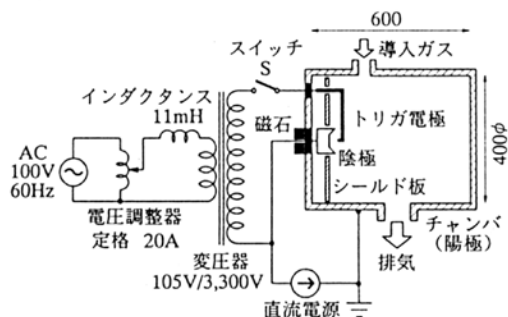 600
スイッチ
S
導入ガス
インダクタンス
11mH
磁石
トリガ電極
400φ
AC
100V
60Hz
陰極
シールド板
電圧調整器
定格 20A
チャンバ
(陽極)
変圧器
105V/3,300V
排気
直流電源